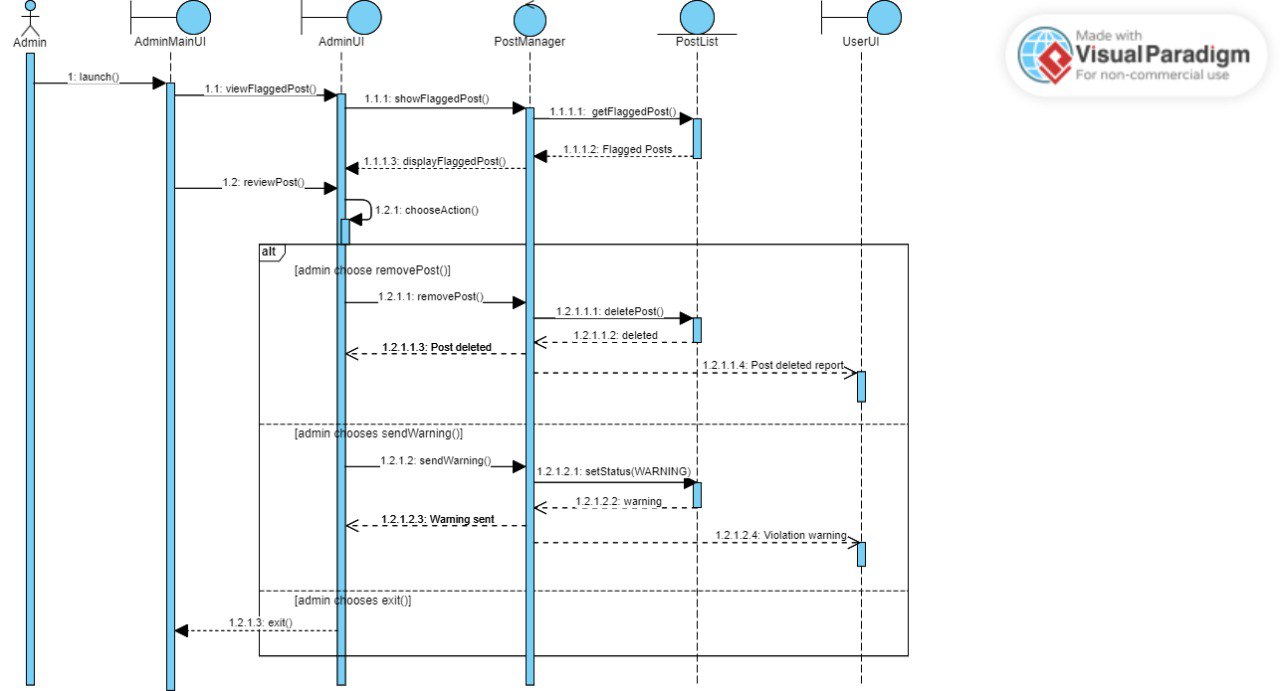 Admin
AdminMainUI
AdminUI
PostManager
PostList
UserUI
Made with
Visual Paradigm
For non-commercial use
1: launch()
1.1: viewFlaggedPost()
1.1.1: showFlaggedPost()
1.1.1.1: getFlaggedPost()
1.1.1.2: Flagged Posts
1.1.1.3: displayFlaggedPost()
1.2: reviewPost()
1.2.1: chooseAction()
alt
[admin choose removePost()]
1.2.1.1: removePost()
1.2.1.1.1: deletePost()
1.2.1.1.2: deleted
1.2.1.1.3: Post deleted
1.2.1.1.4: Post deleted report
[admin chooses sendWarning()]
1.2.1.2: sendWarning()
1.2.1.2.1: setStatus(WARNING)
1.2.1.2.2: warning
1.2.1.2.3: Warning sent
1.2.1.2.4: Violation warning
[admin chooses exit()]
1.2.1.3: exit()